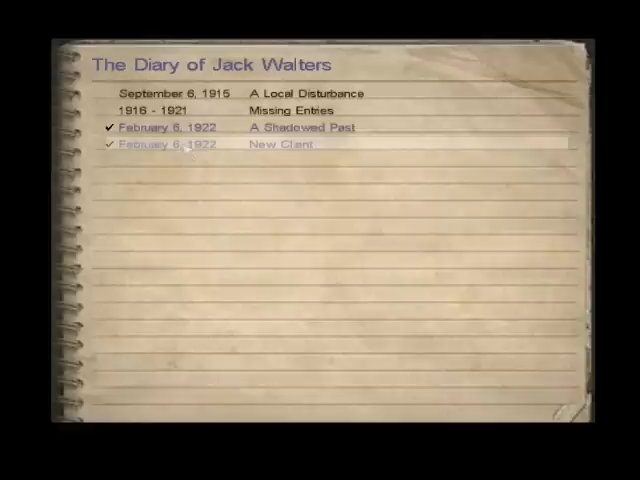 The Diary of Jack Walters
September 6, 1915 A Local Disturbance
1916 - 1921 Missing Entries
✔ February 6, 1922 A Shadowed Past
✔ February 6, 1922 New Client